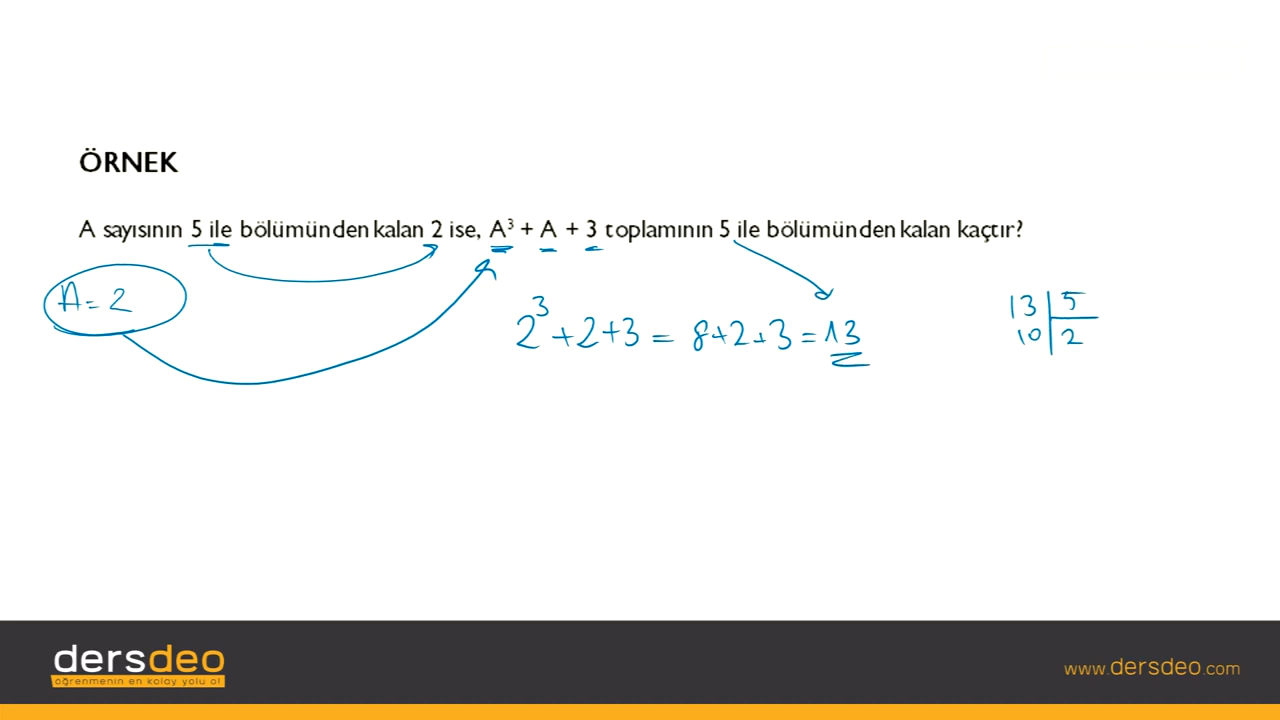 ÖRNEK
A sayısının 5 ile bölümünden kalan 2 ise, A³ + A + 3 toplamının 5 ile bölümünden kalan kaçtır?
A = 2
2³ + 2 + 3 = 8 + 2 + 3 = 13
13 5
10 2
dersdeo
öğrenmenin en kolay yolu o!
www.dersdeo.com